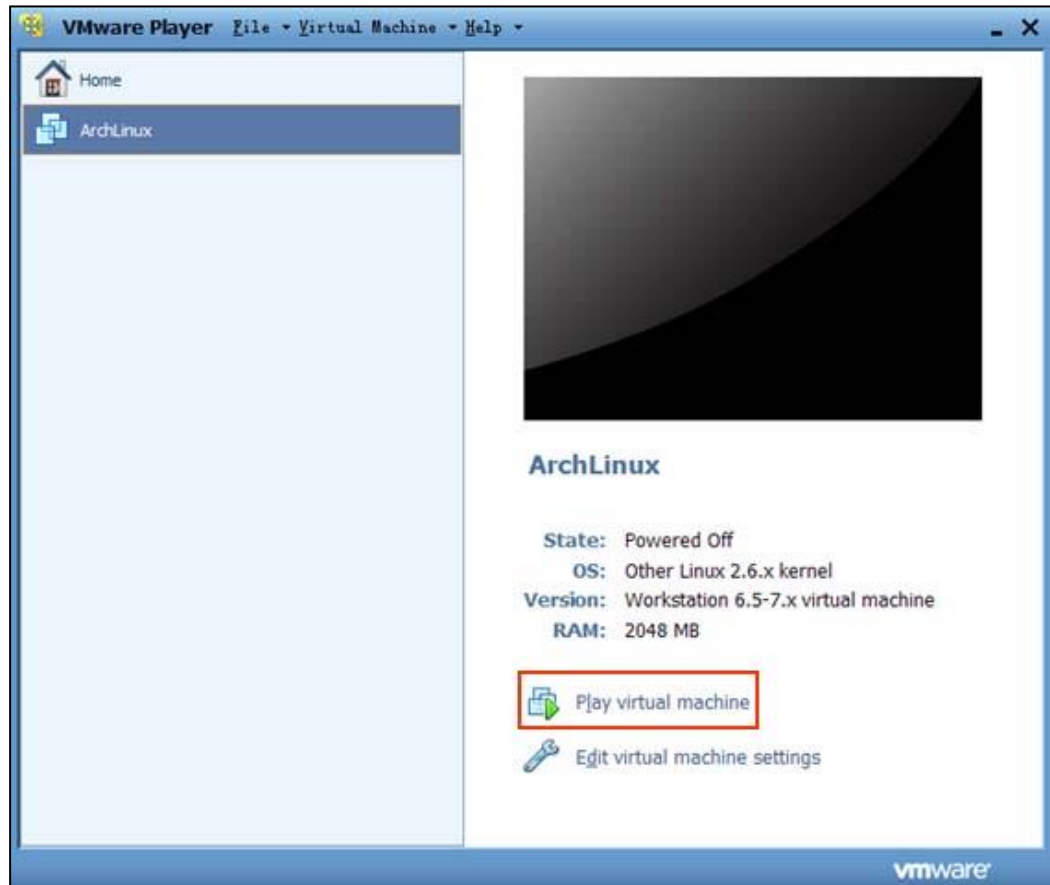 VMware Player File Virtual Machine Help
Home
ArchLinux
ArchLinux
State: Powered Off
OS: Other Linux 2.6.x kernel
Version: Workstation 6.5-7.x virtual machine
RAM: 2048 MB
Play virtual machine
Edit virtual machine settings
vmware